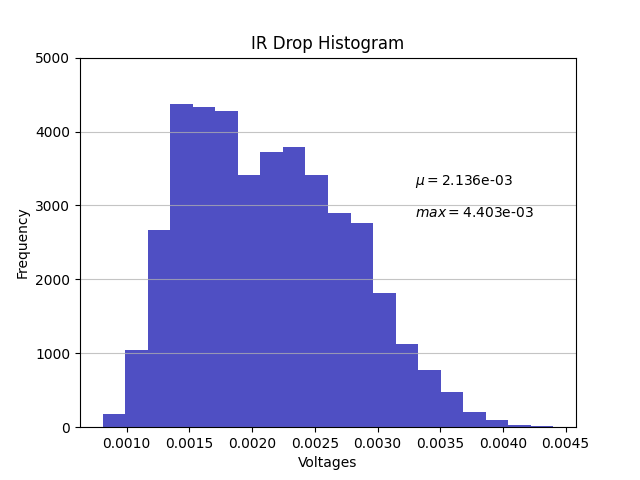 IR Drop Histogram
5000
4000
3000
2000
1000
0
Frequency
μ = 2.136e-03
max = 4.403e-03
0.0010 0.0015 0.0020 0.0025 0.0030 0.0035 0.0040 0.0045
Voltages